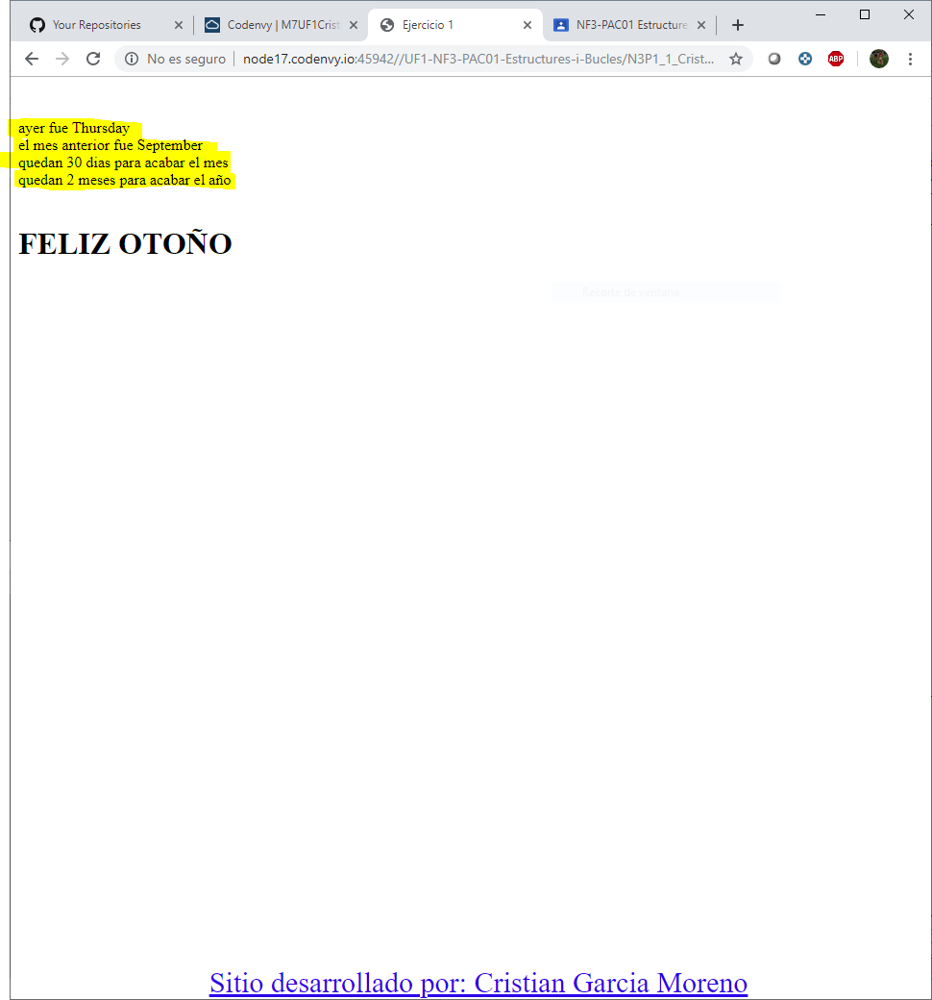 Your Repositories
Codenvy | M7UF1Crist
Ejercicio 1
NF3-PAC01 Estructure
No es seguro
node17.codenvy.io:45942//UF1-NF3-PAC01-Estructures-i-Bucles/N3P1_1_Crist...
ABP
ayer fue Thursday
el mes anterior fue September
quedan 30 dias para acabar el mes
quedan 2 meses para acabar el año
FELIZ OTOÑO
Sitio desarrollado por: Cristian Garcia Moreno